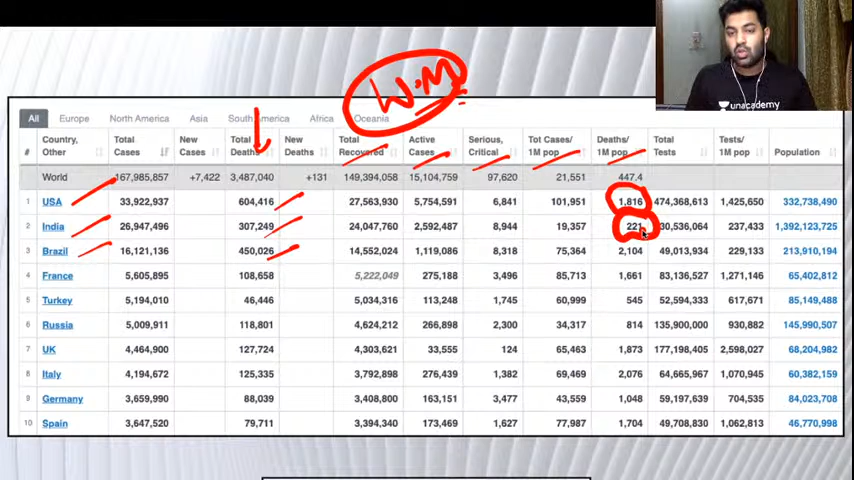 W.M
unacademy
All Europe North America Asia South America Africa Oceania
# Country, Other Total Cases New Cases Total Deaths New Deaths Total Recovered Active Cases Serious, Critical Tot Cases/ 1M pop Deaths/ 1M pop Total Tests Tests/ 1M pop Population
World 167,985,857 +7,422 3,487,040 +131 149,394,058 15,104,759 97,620 21,551 447.4
1 USA 33,922,937 604,416 27,563,930 5,754,591 6,841 101,951 1,816 474,368,613 1,425,650 332,738,490
2 India 26,947,496 307,249 24,047,760 2,592,487 8,944 19,357 221 30,536,064 237,433 1,392,123,725
3 Brazil 16,121,136 450,026 14,552,024 1,119,086 8,318 75,364 2,104 49,013,934 229,133 213,910,194
4 France 5,605,895 108,658 5,222,049 275,188 3,496 85,713 1,661 83,136,527 1,271,146 65,402,812
5 Turkey 5,194,010 46,446 5,034,316 113,248 1,745 60,999 545 52,594,333 617,671 85,149,488
6 Russia 5,009,911 118,801 4,624,212 266,898 2,300 34,317 814 135,900,000 930,882 145,990,507
7 UK 4,464,900 127,724 4,303,621 33,555 124 65,463 1,873 177,198,405 2,598,027 68,204,982
8 Italy 4,194,672 125,335 3,792,898 276,439 1,382 69,469 2,076 64,665,967 1,070,945 60,382,159
9 Germany 3,659,990 88,039 3,408,800 163,151 3,477 43,559 1,048 59,197,639 704,535 84,023,708
10 Spain 3,647,520 79,711 3,394,340 173,469 1,627 77,987 1,704 49,708,830 1,062,813 46,770,998